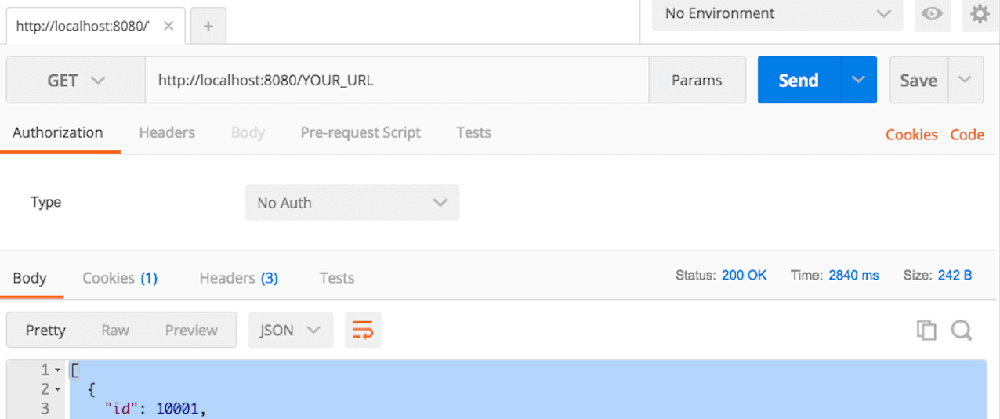 http://localhost:8080/' × +
No Environment
GET http://localhost:8080/YOUR_URL Params Send Save
Authorization Headers Body Pre-request Script Tests Cookies Code
Type No Auth
Body Cookies (1) Headers (3) Tests Status: 200 OK Time: 2840 ms Size: 242 B
Pretty Raw Preview JSON
1 [
2 {
3 "id": 10001,